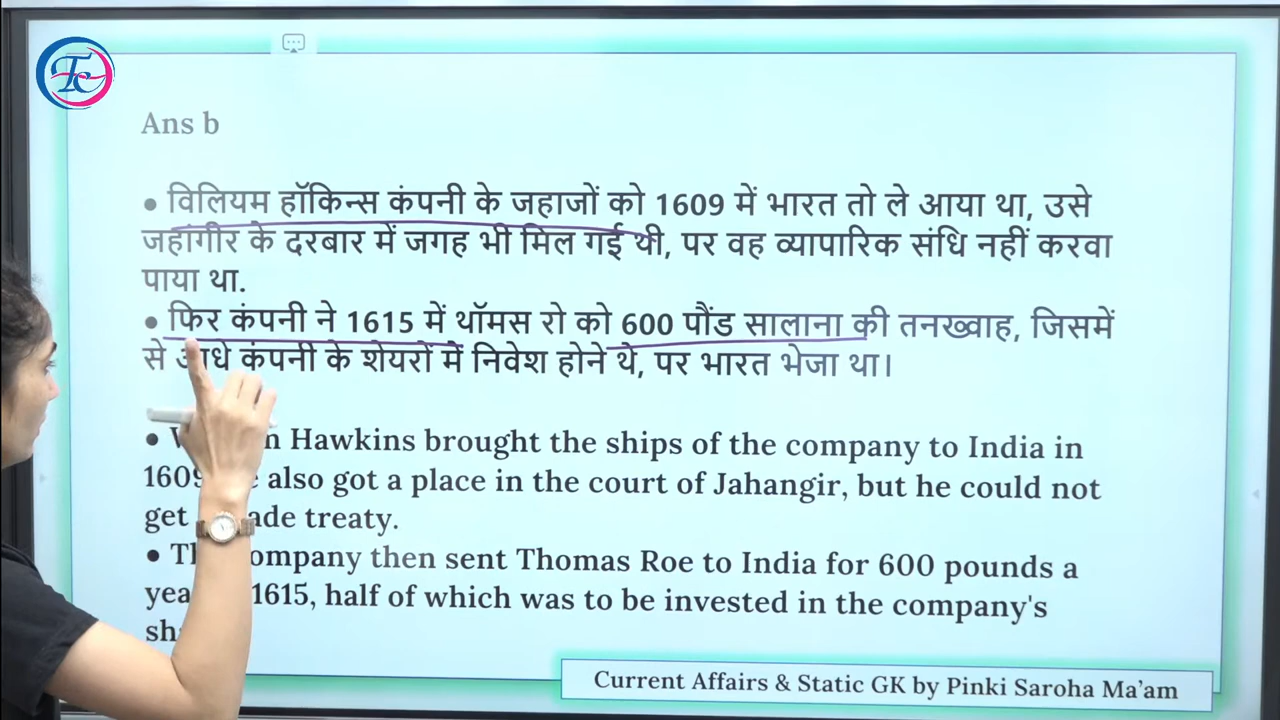 Tc
Ans b
• विलियम हॉकिन्स कंपनी के जहाजों को 1609 में भारत तो ले आया था, उसे
जहांगीर के दरबार में जगह भी मिल गई थी, पर वह व्यापारिक संधि नहीं करवा
पाया था.
• फिर कंपनी ने 1615 में थॉमस रो को 600 पौंड सालाना की तनख्वाह, जिसमें
से आधे कंपनी के शेयरों में निवेश होने थे, पर भारत भेजा था।
• Hawkins brought the ships of the company to India in
1609 also got a place in the court of Jahangir, but he could not
get treaty.
• then sent Thomas Roe to India for 600 pounds a
1615, half of which was to be invested in the company's
Current Affairs & Static GK by Pinki Saroha Ma'am